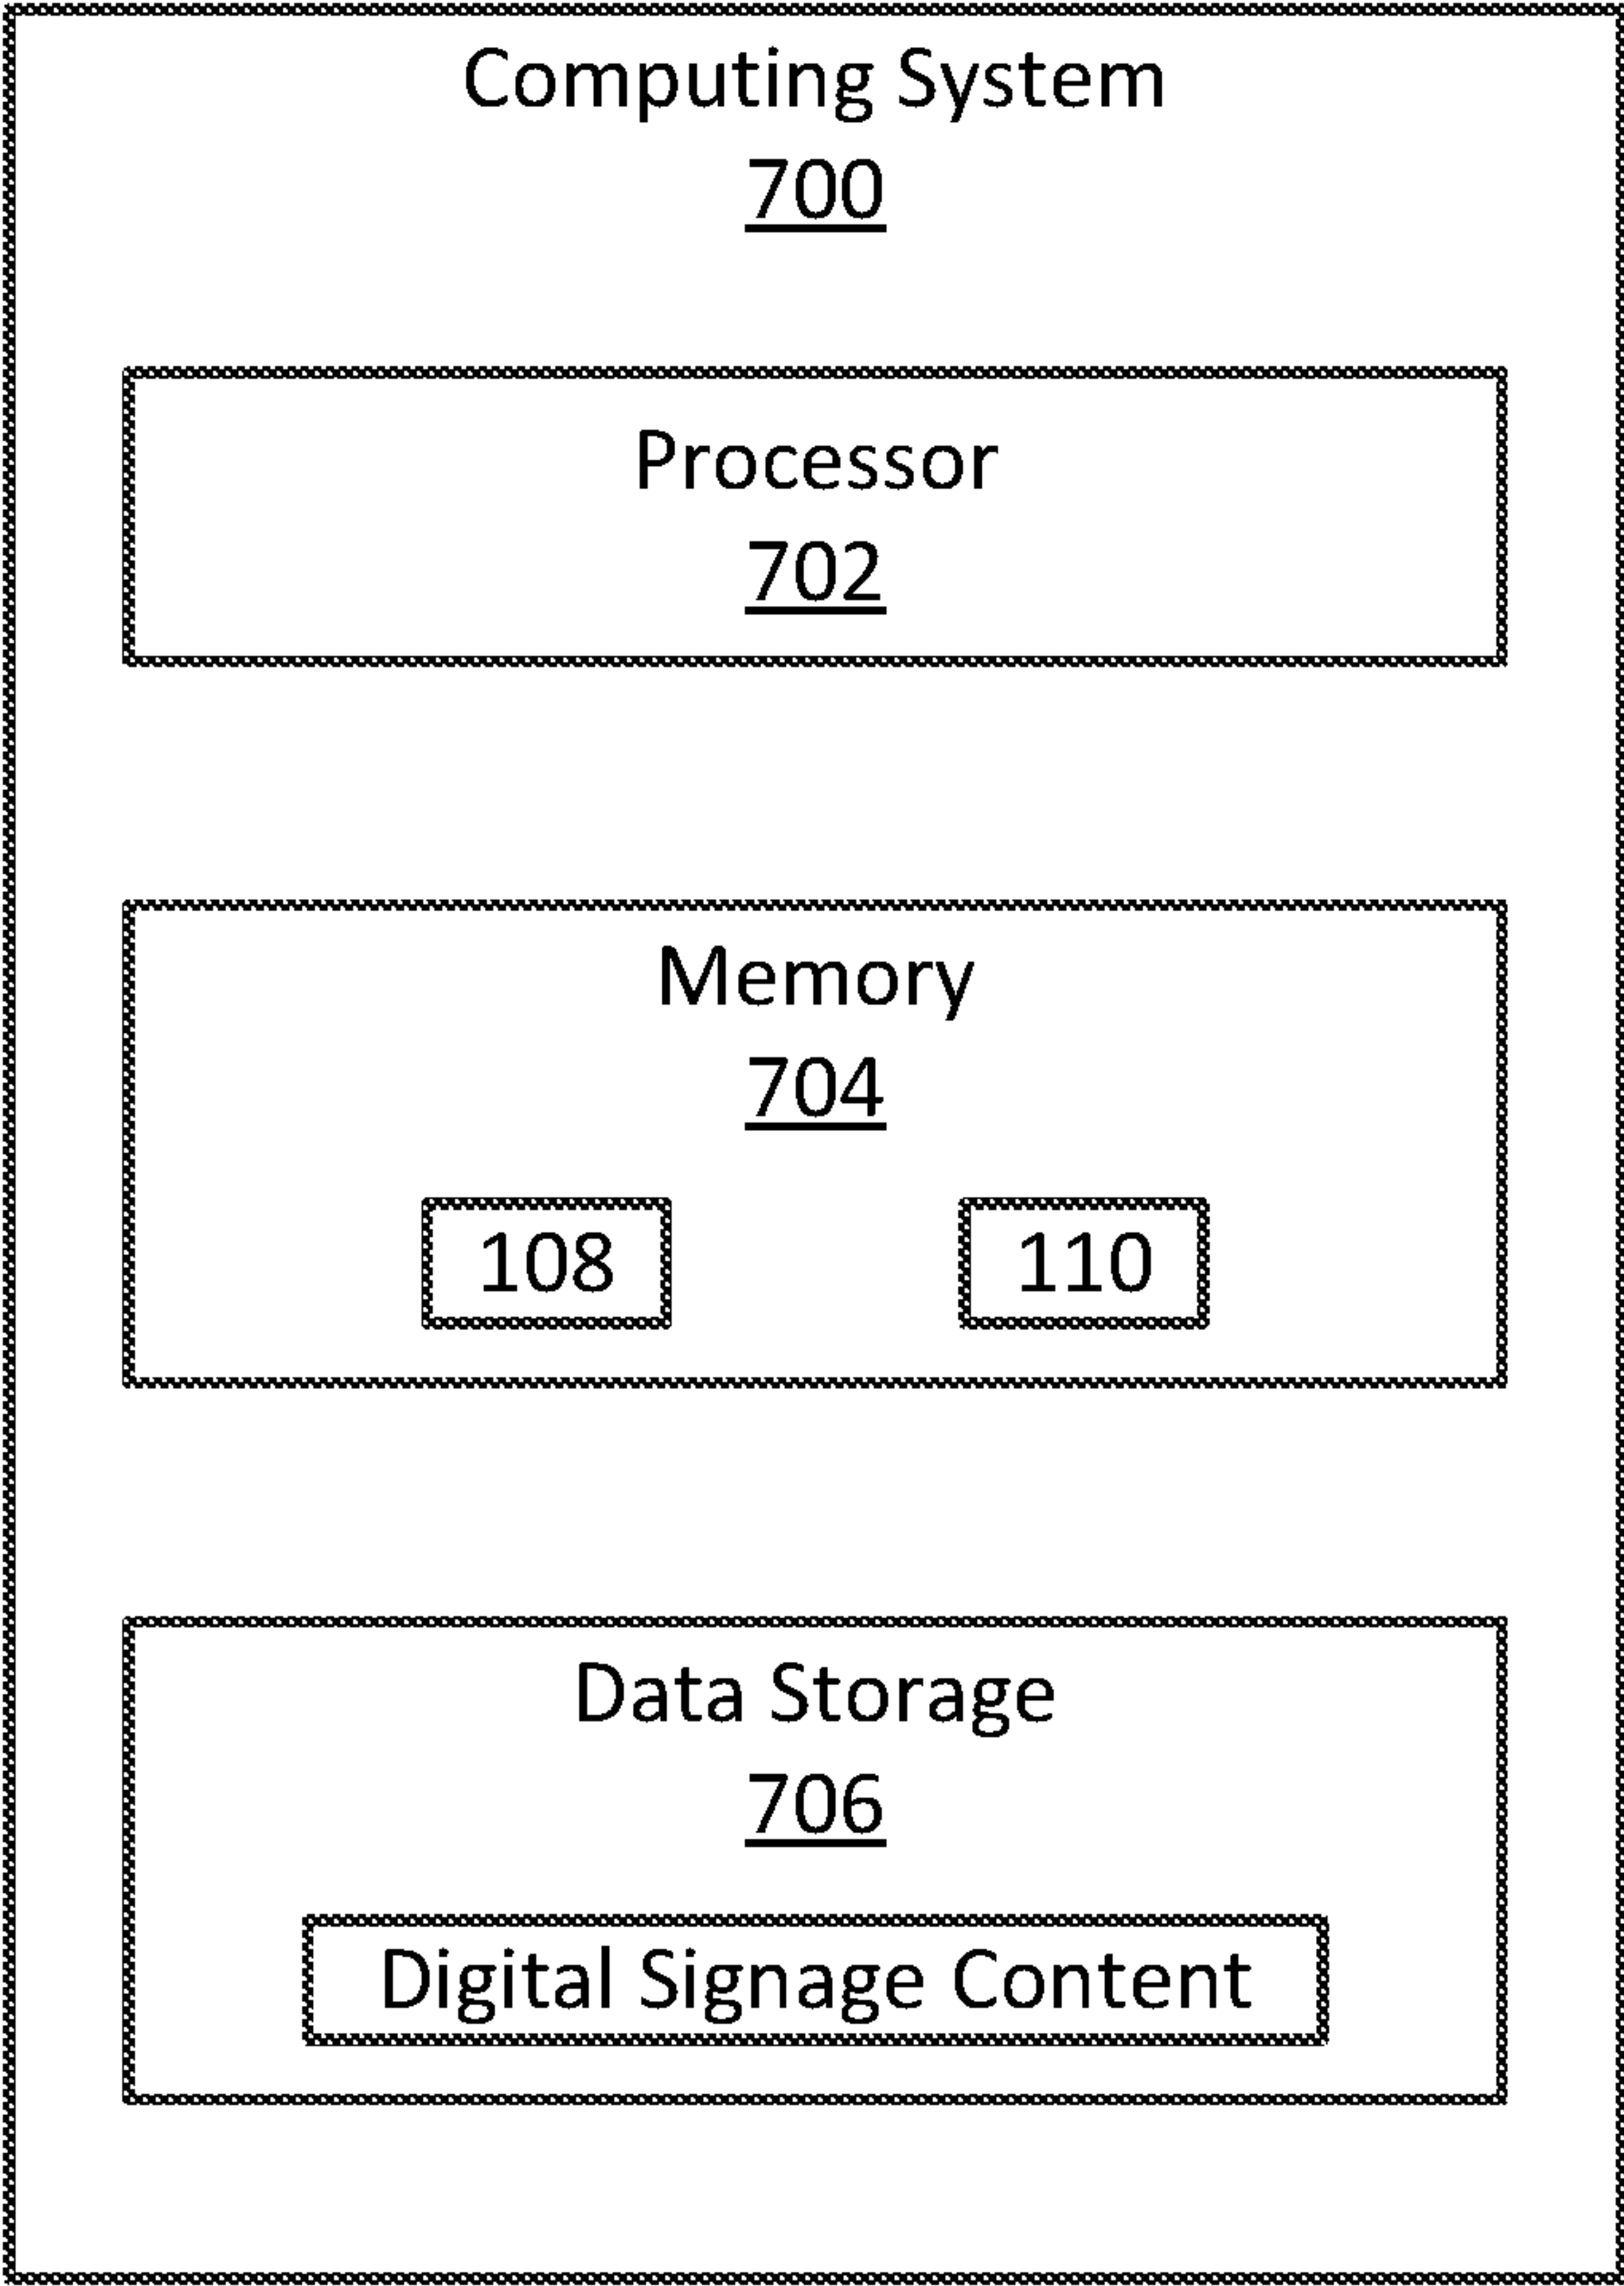 Computing System
700
Processor
702
Memory
704
108 110
Data Storage
706
Digital Signage Content